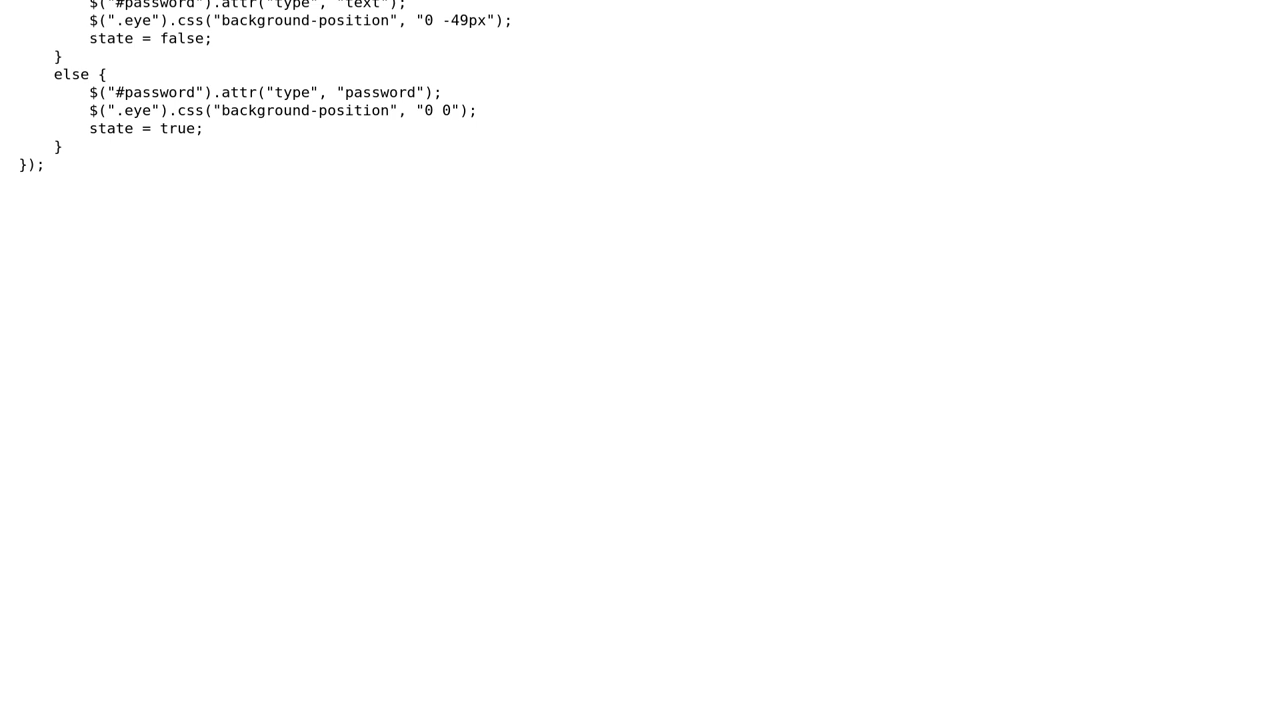 $("#password").attr("type", "text");
$(".eye").css("background-position", "0 -49px");
state = false;
}
else {
$("#password").attr("type", "password");
$(".eye").css("background-position", "0 0");
state = true;
}
});